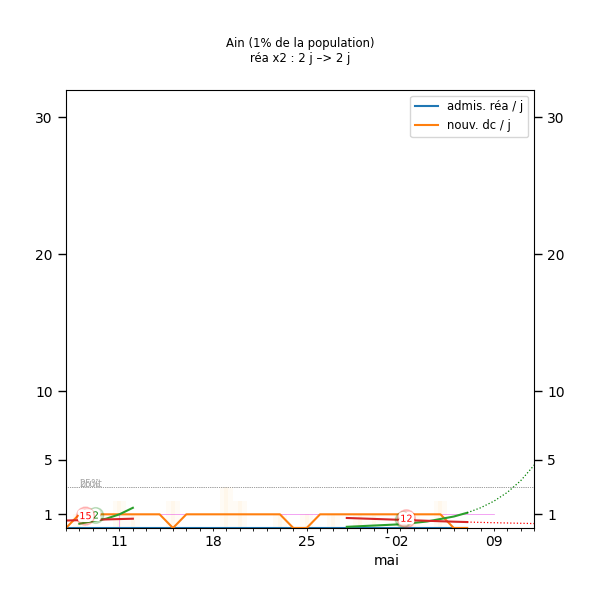 Ain (1% de la population)
réa x2 : 2 j –> 2 j
admis. réa / j
nouv. dc / j
30 30
20 20
10 10
5 5
1 15 2 12 1
11 18 25 02 09
mai